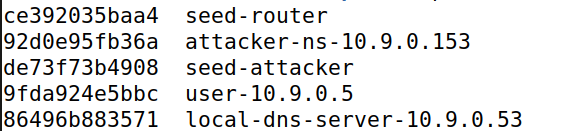 ce392035baa4  seed-router
92d0e95fb36a  attacker-ns-10.9.0.153
de73f73b4908  seed-attacker
9fda924e5bbc  user-10.9.0.5
86496b883571  local-dns-server-10.9.0.53